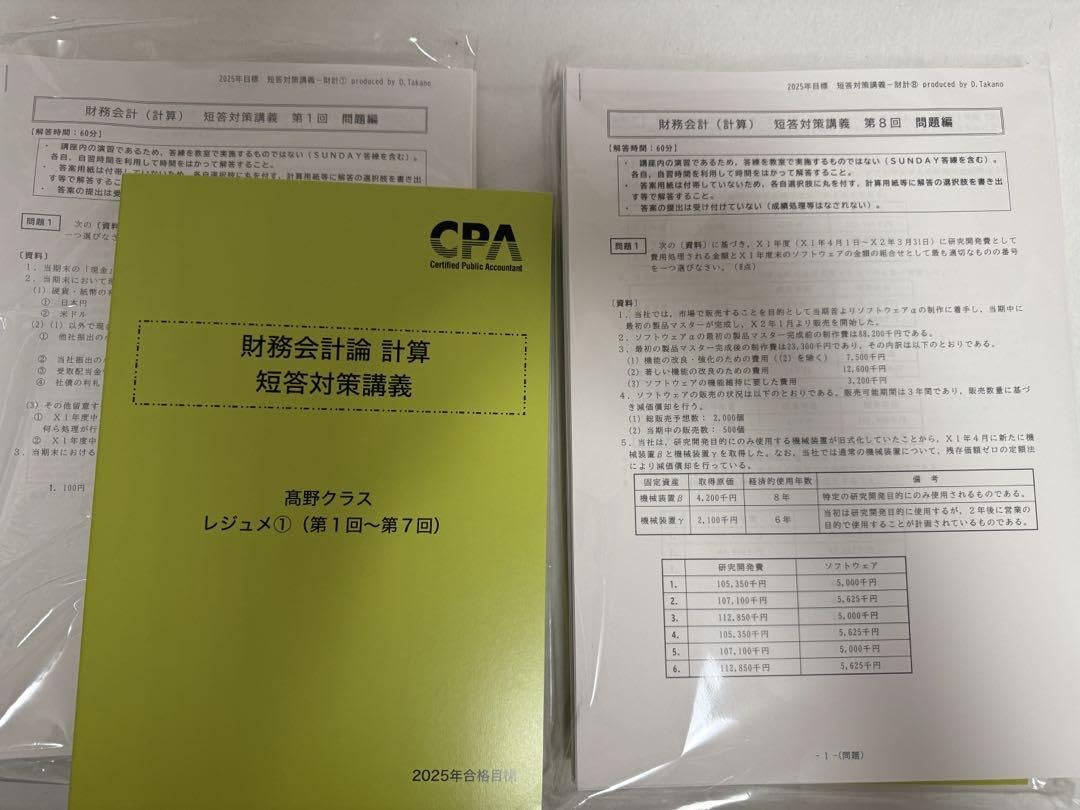 2025年目標 短答対策講義－財計① produced by D.Takano
財務会計（計算） 短答対策講義 第１回 問題編
【解答時間：60分】
・ 講座内の演習であるため，答練を教室で実施するものではない（ＳＵＮＤＡＹ答練を含む）。
各自，自習時間を利用して時間をはかって解答すること。
・ 答案用紙は付帯していないため，各自選択肢に丸を付す，計算用紙等に解答の選択肢を書き出
す等で解答するこ
・ 答案の提出は受
問題１ 次の〔資料
一つ選びなさ
〔資料〕
１．当期末の「現金
２．当期末において
(1) 硬貨・紙幣の
① 日本円
② 米ドル
(2) (1) 以外で現
① 他社振出の
② 当社振出の
③ 受取配当金
④ 社債の利札
(3) その他留意す
① Ｘ１年度中
何ら処理が行
② Ｘ１年度中
３．当期末における
1. 100円
CPA
Certified Public Accountant
財務会計論 計算
短答対策講義
髙野クラス
レジュメ①（第１回～第７回）
2025年合格目標
2025年目標 短答対策講義－財計⑧ produced by D.Takano
財務会計（計算） 短答対策講義 第８回 問題編
【解答時間：60分】
・ 講座内の演習であるため，答練を教室で実施するものではない（ＳＵＮＤＡＹ答練を含む）。
各自，自習時間を利用して時間をはかって解答すること。
・ 答案用紙は付帯していないため，各自選択肢に丸を付す，計算用紙等に解答の選択肢を書き出
す等で解答すること。
・ 答案の提出は受け付けていない（成績処理等はなされない）。
問題１ 次の〔資料〕に基づき，Ｘ１年度（Ｘ１年４月１日～Ｘ２年３月31日）に研究開発費として
費用処理される金額とＸ１年度末のソフトウェアの金額の組合せとして最も適切なものの番号
を一つ選びなさい。（８点）
〔資料〕
１．当社では，市場で販売することを目的として当期首よりソフトウェアαの制作に着手し，当期中に
最初の製品マスターが完成し，Ｘ２年１月より販売を開始した。
２．ソフトウェアαの最初の製品マスター完成前の制作費は88,200千円である。
３．最初の製品マスター完成後の制作費は23,300千円であり，その内訳は以下のとおりである。
(1) 機能の改良・強化のための費用（(2) を除く） 7,500千円
(2) 著しい機能の改良のための費用 12,600千円
(3) ソフトウェアの機能維持に要した費用 3,200千円
４．ソフトウェアの販売の状況は以下のとおりである。販売可能期間は３年間であり，販売数量に基づ
き減価償却を行う。
(1) 総販売予想数： 2,000個
(2) 当期中の販売数： 500個
５．当社は，研究開発目的にのみ使用する機械装置が旧式化していたことから，Ｘ１年４月に新たに機
械装置βと機械装置γを取得した。なお，当社では通常の機械装置について，残存価額ゼロの定額法
により減価償却を行っている。
固定資産 取得原価 経済的使用年数 備 考
機械装置β 4,200千円 ８年 特定の研究開発目的にのみ使用されるものである。
機械装置γ 2,100千円 ６年 当初は研究開発目的に使用するが，２年後に営業の
目的で使用することが計画されているものである。
研究開発費 ソフトウェア
1. 105,350千円 5,000千円
2. 107,100千円 5,625千円
3. 112,850千円 5,000千円
4. 105,350千円 5,625千円
5. 107,100千円 5,000千円
6. 112,850千円 5,625千円
－１－(問題)